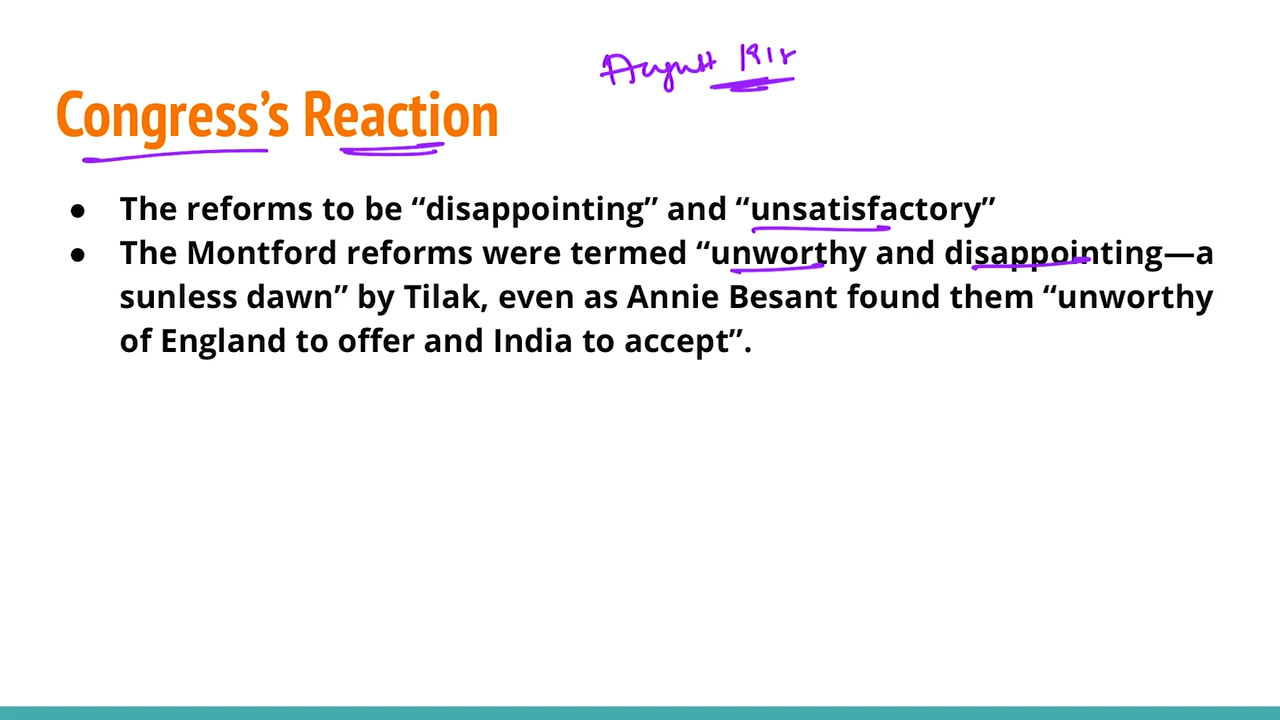 August 1918
Congress’s Reaction
● The reforms to be “disappointing” and “unsatisfactory”
● The Montford reforms were termed “unworthy and disappointing—a
sunless dawn” by Tilak, even as Annie Besant found them “unworthy
of England to offer and India to accept”.